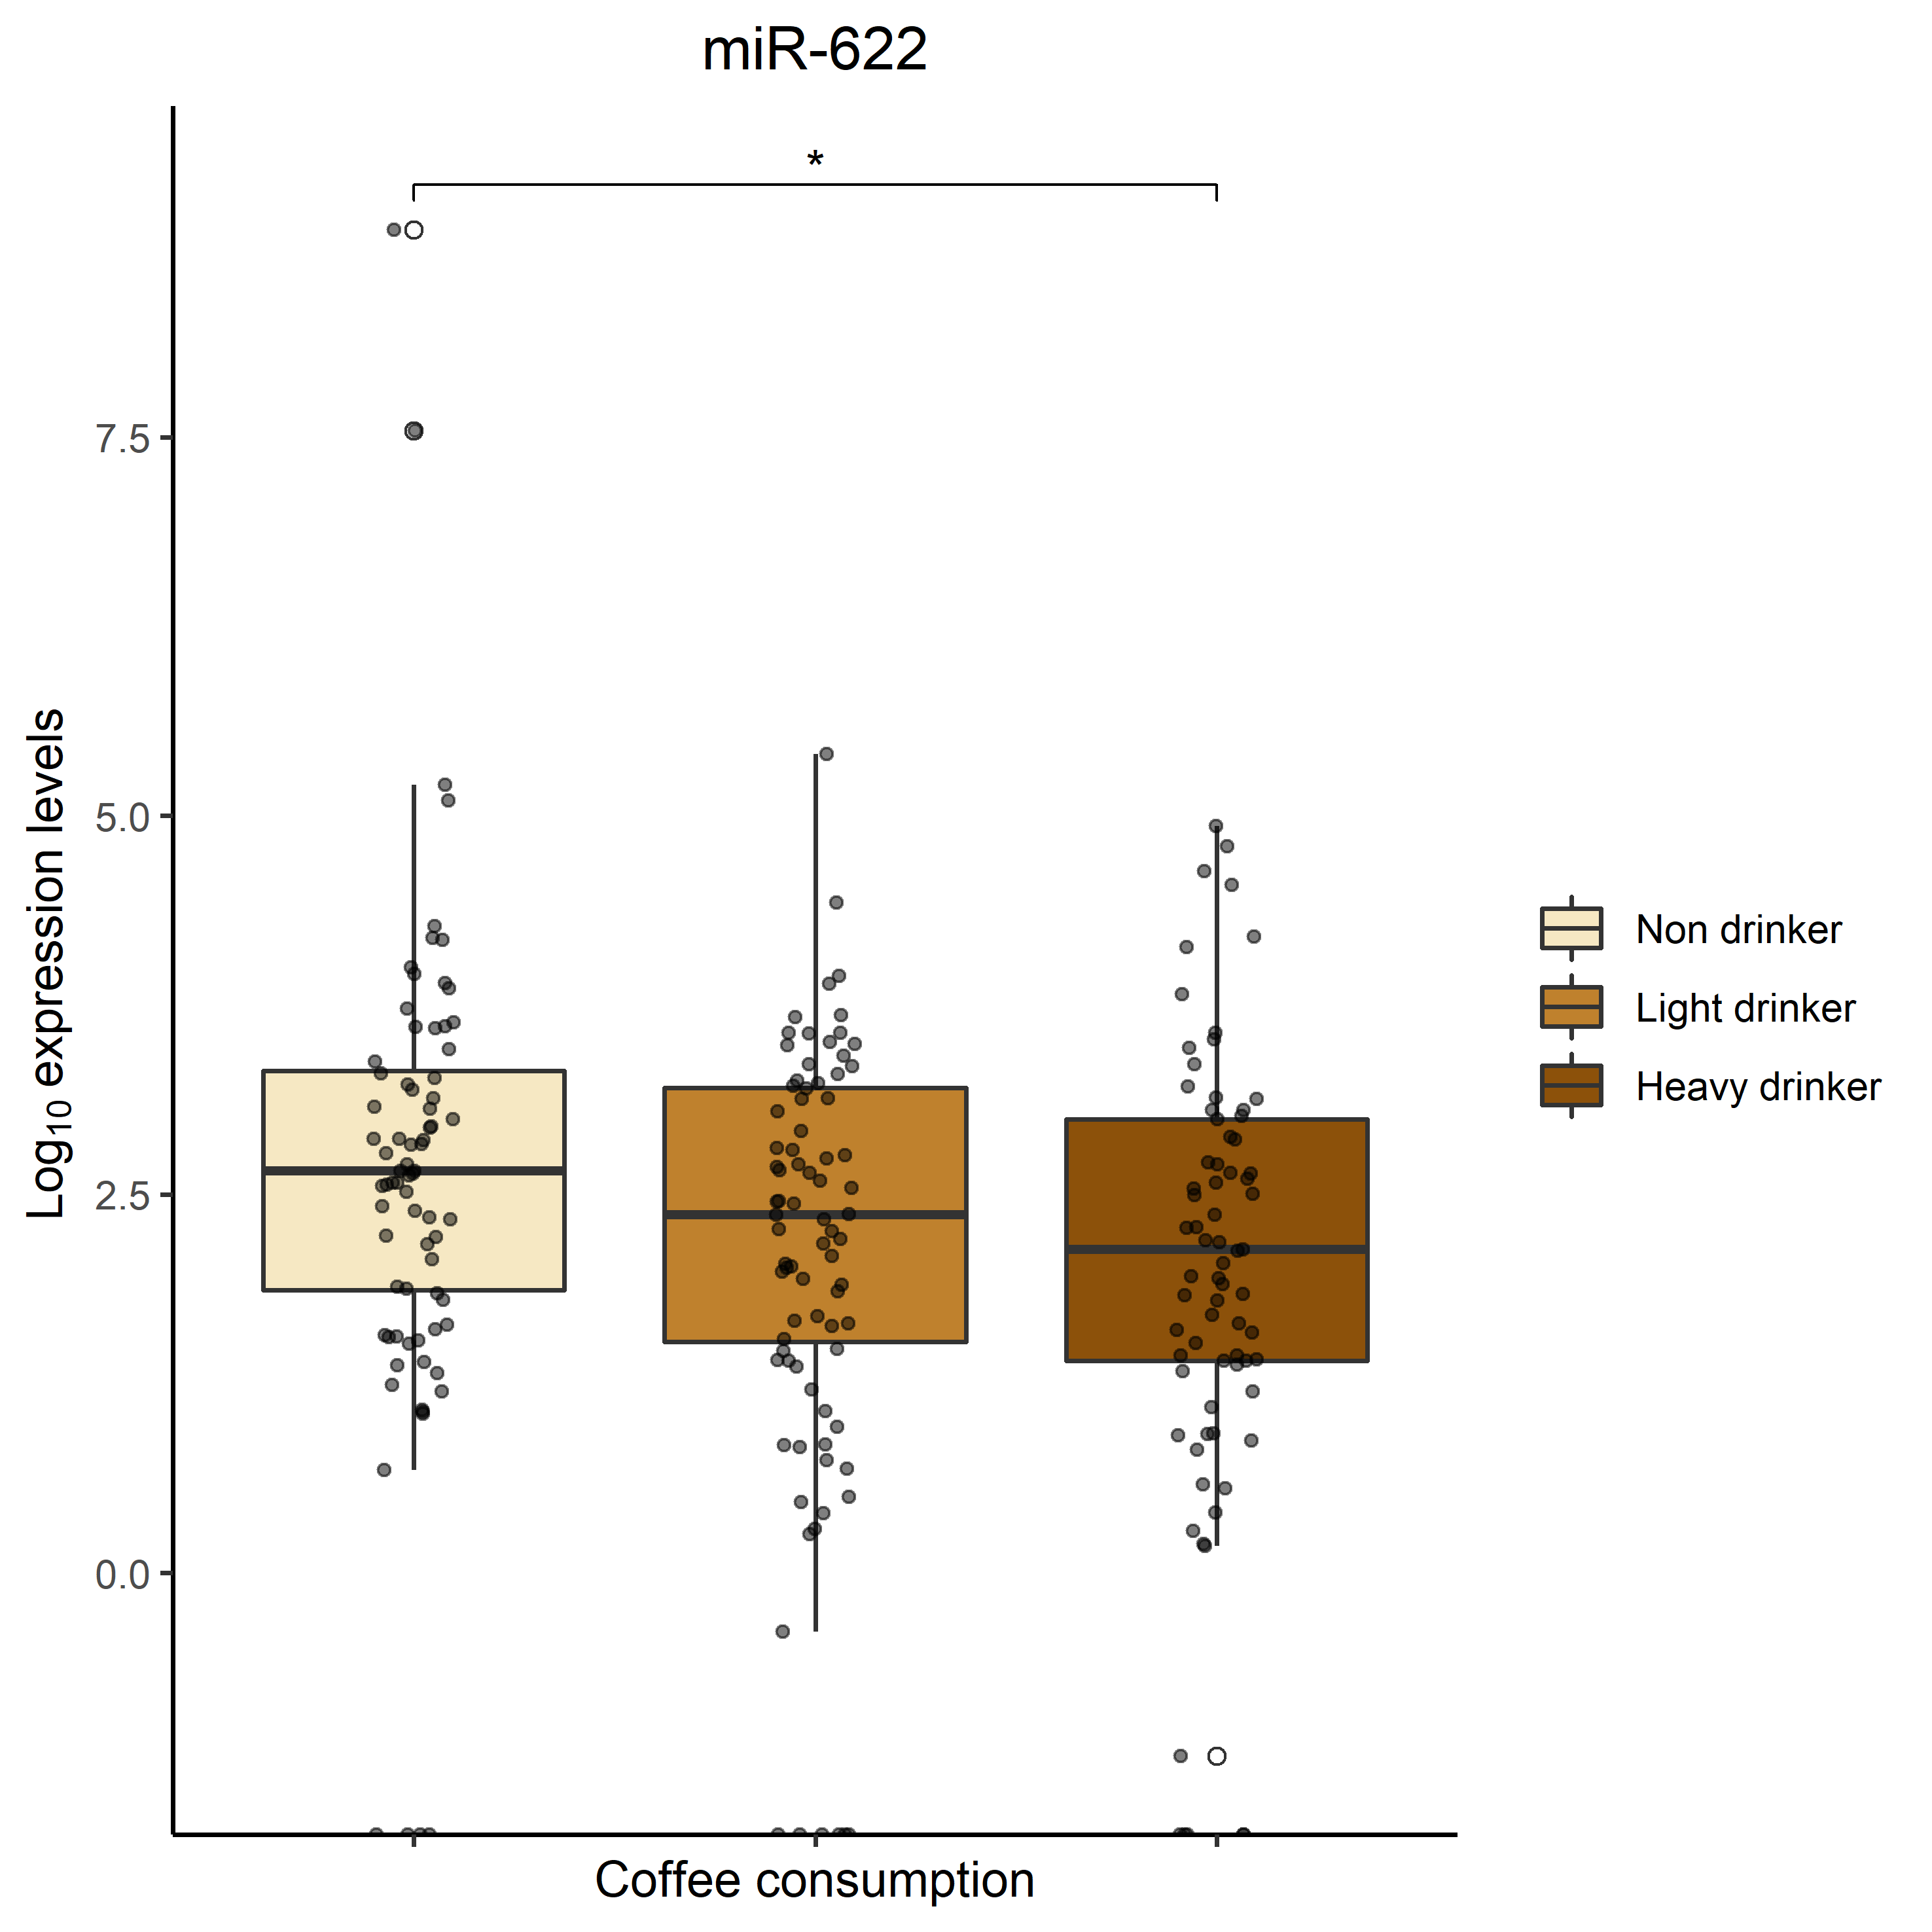 miR-622
*
7.5
5.0
2.5
0.0
Log₁₀ expression levels
Non drinker
Light drinker
Heavy drinker
Coffee consumption